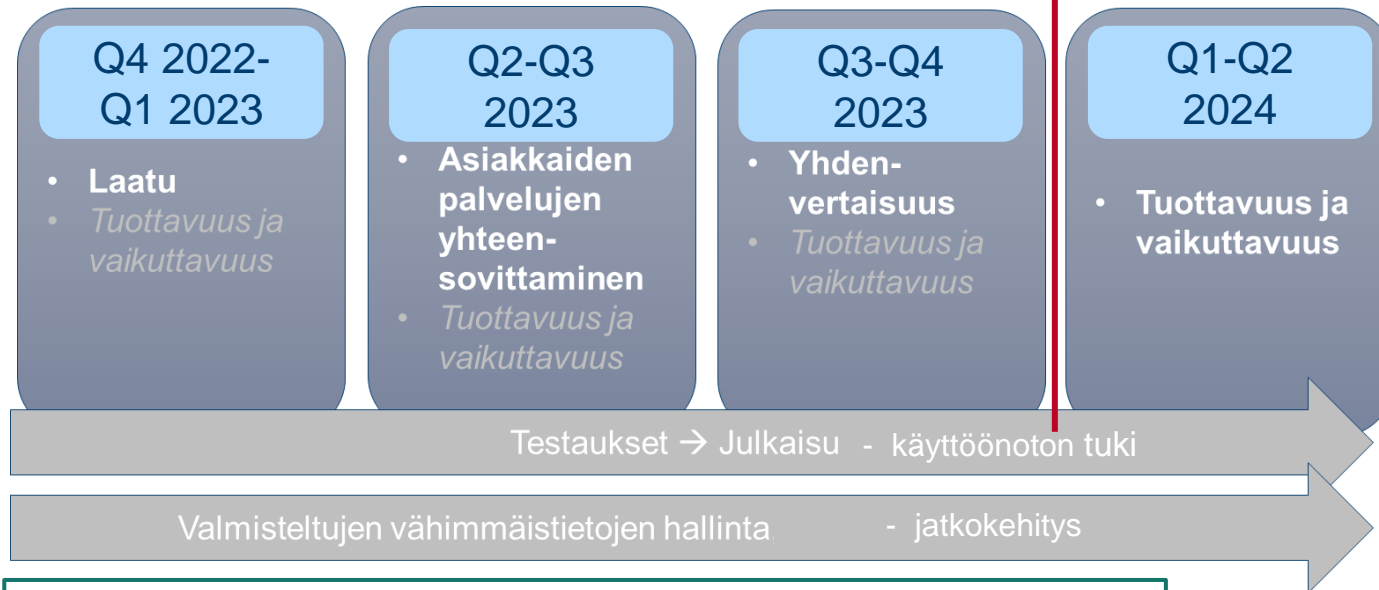 Q4 2022-
Q1 2023
• Laatu
• Tuottavuus ja
vaikuttavuus
Q2-Q3
2023
• Asiakkaiden
palvelujen
yhteen-
sovittaminen
• Tuottavuus ja
vaikuttavuus
Q3-Q4
2023
• Yhden-
vertaisuus
• Tuottavuus ja
vaikuttavuus
Q1-Q2
2024
• Tuottavuus ja
vaikuttavuus
Testaukset → Julkaisu - käyttöönoton tuki
Valmisteltujen vähimmäistietojen hallinta - jatkokehitys